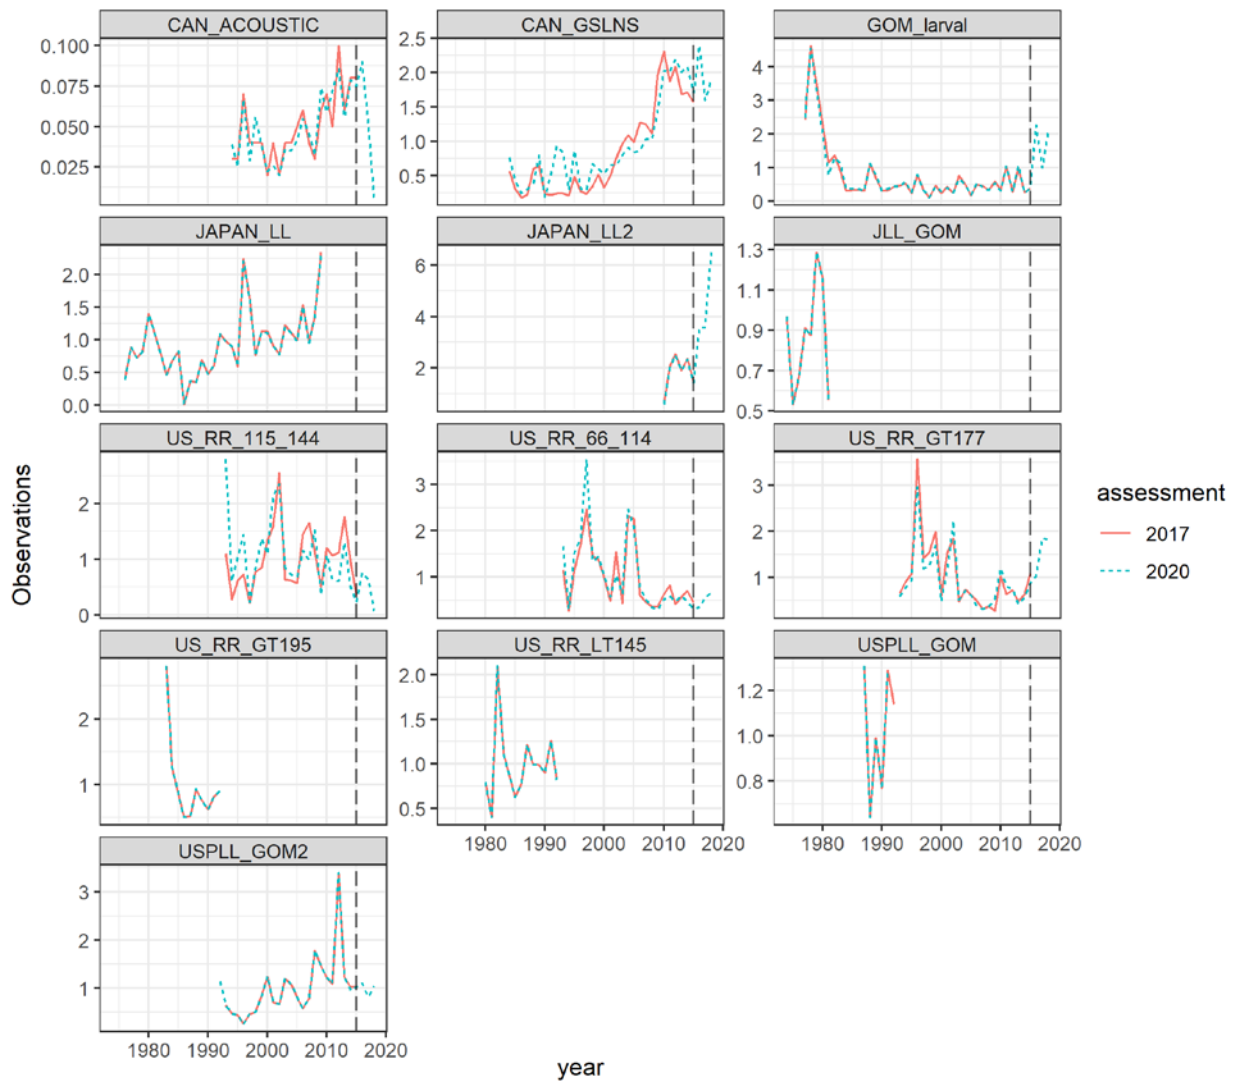 CAN_ACOUSTIC
CAN_GSLNS
GOM_larval
0.100
0.075
0.050
0.025
2.5
2.0
1.5
1.0
0.5
4
3
2
1
0
JAPAN_LL
JAPAN_LL2
JLL_GOM
2.0
1.5
1.0
0.5
0.0
6
4
2
1.3
1.1
0.9
0.7
0.5
US_RR_115_144
US_RR_66_114
US_RR_GT177
2
1
0
3
2
1
3
2
1
US_RR_GT195
US_RR_LT145
USPLL_GOM
2
1
2.0
1.5
1.0
0.5
1.2
1.0
0.8
1980 1990 2000 2010 2020
1980 1990 2000 2010 2020
USPLL_GOM2
3
2
1
1980 1990 2000 2010 2020
year
Observations
assessment
2017
2020